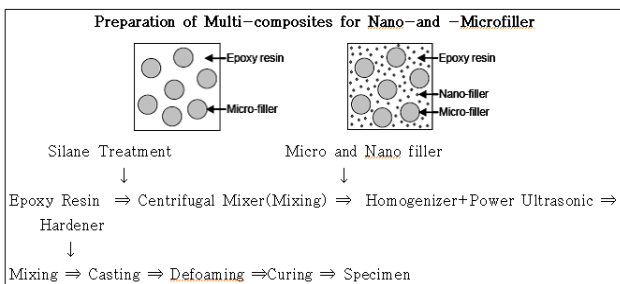 Preparation of Multi-composites for Nano-and -Microfiller
Epoxy resin
Micro-filler
Epoxy resin
Nano-filler
Micro-filler
Silane Treatment Micro and Nano filler
↓ ↓
Epoxy Resin ⇒ Centrifugal Mixer(Mixing) ⇒ Homogenizer+Power Ultrasonic ⇒
Hardener
↓
Mixing ⇒ Casting ⇒ Defoaming ⇒Curing ⇒ Specimen